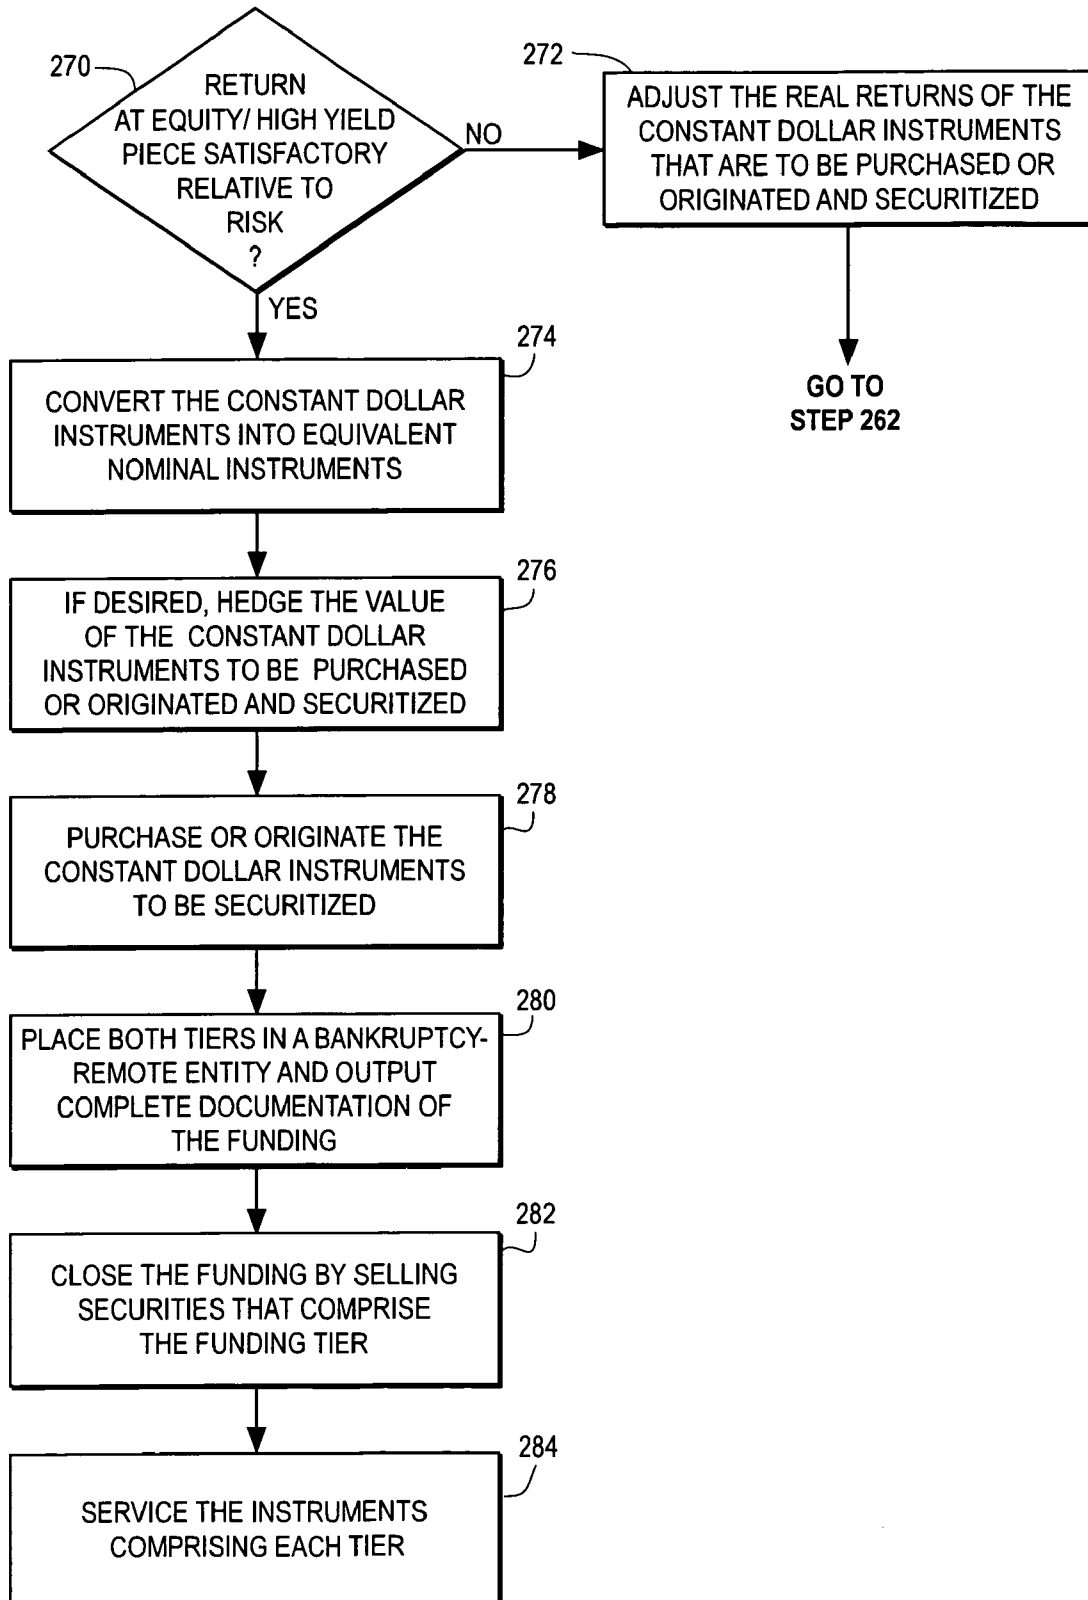 270
RETURN
AT EQUITY/ HIGH YIELD
PIECE SATISFACTORY
RELATIVE TO
RISK
?
NO
YES
272
ADJUST THE REAL RETURNS OF THE
CONSTANT DOLLAR INSTRUMENTS
THAT ARE TO BE PURCHASED OR
ORIGINATED AND SECURITIZED
GO TO
STEP 262
274
CONVERT THE CONSTANT DOLLAR
INSTRUMENTS INTO EQUIVALENT
NOMINAL INSTRUMENTS
276
IF DESIRED, HEDGE THE VALUE
OF THE CONSTANT DOLLAR
INSTRUMENTS TO BE PURCHASED
OR ORIGINATED AND SECURITIZED
278
PURCHASE OR ORIGINATE THE
CONSTANT DOLLAR INSTRUMENTS
TO BE SECURITIZED
280
PLACE BOTH TIERS IN A BANKRUPTCY-
REMOTE ENTITY AND OUTPUT
COMPLETE DOCUMENTATION OF
THE FUNDING
282
CLOSE THE FUNDING BY SELLING
SECURITIES THAT COMPRISE
THE FUNDING TIER
284
SERVICE THE INSTRUMENTS
COMPRISING EACH TIER